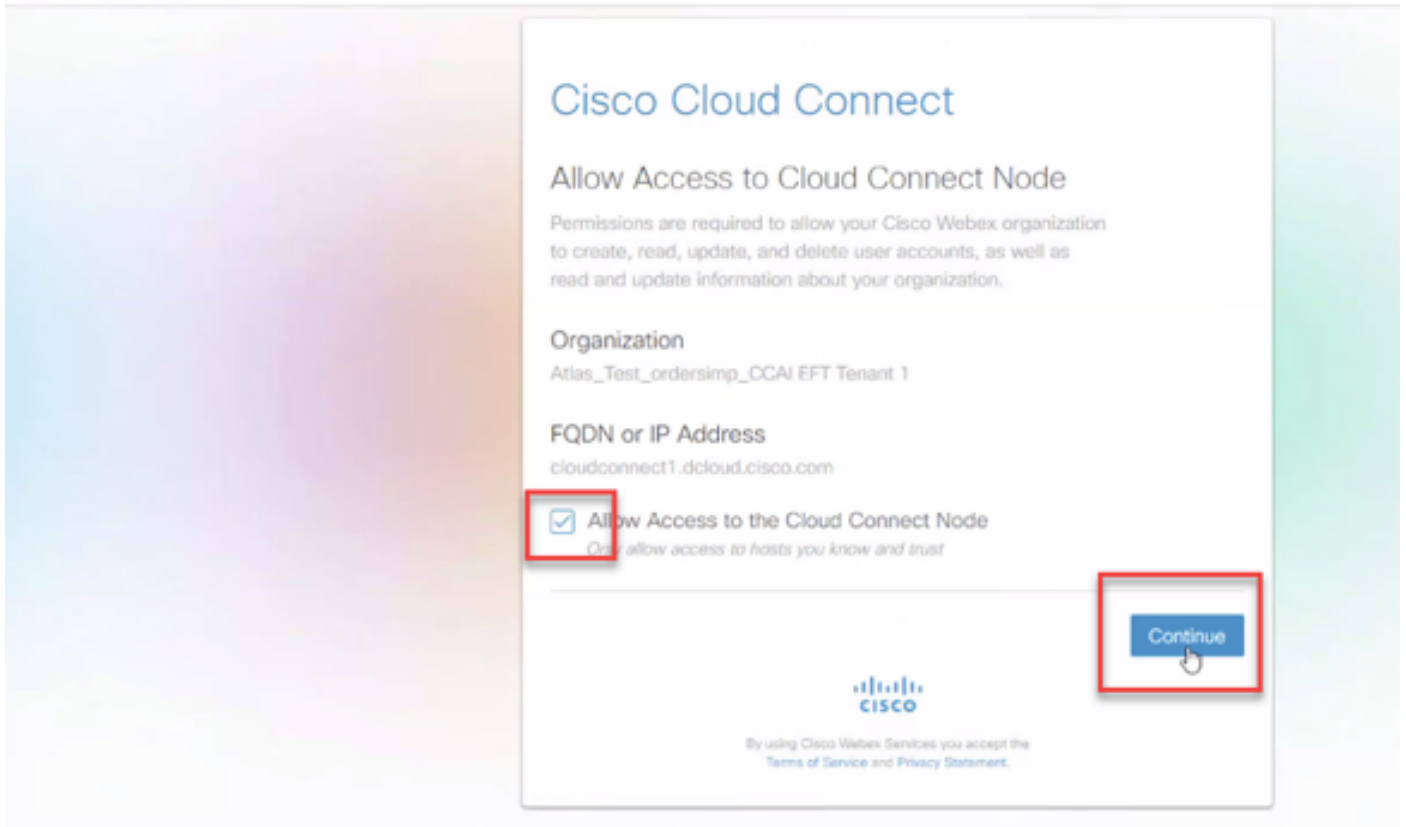 Cisco Cloud Connect
Allow Access to Cloud Connect Node
Permissions are required to allow your Cisco Webex organization
to create, read, update, and delete user accounts, as well as
read and update information about your organization.
Organization
Atlas_Test_ordersimp_CCAI EFT Tenant 1
FQDN or IP Address
cloudconnect1.dcloud.cisco.com
Allow Access to the Cloud Connect Node
Only allow access to hosts you know and trust
Continue
CISCO
By using Cisco Webex Services you accept the
Terms of Service and Privacy Statement.